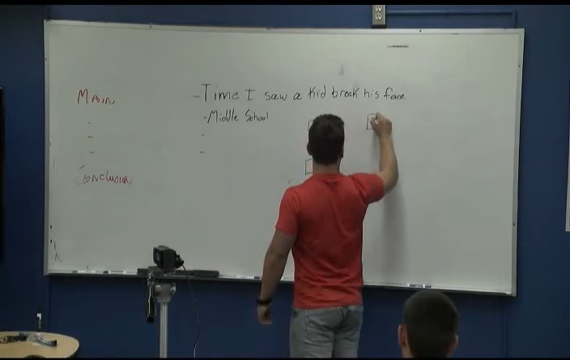 Main
- Time I saw a Kid break his face
- Middle School
-
-
Conclusion